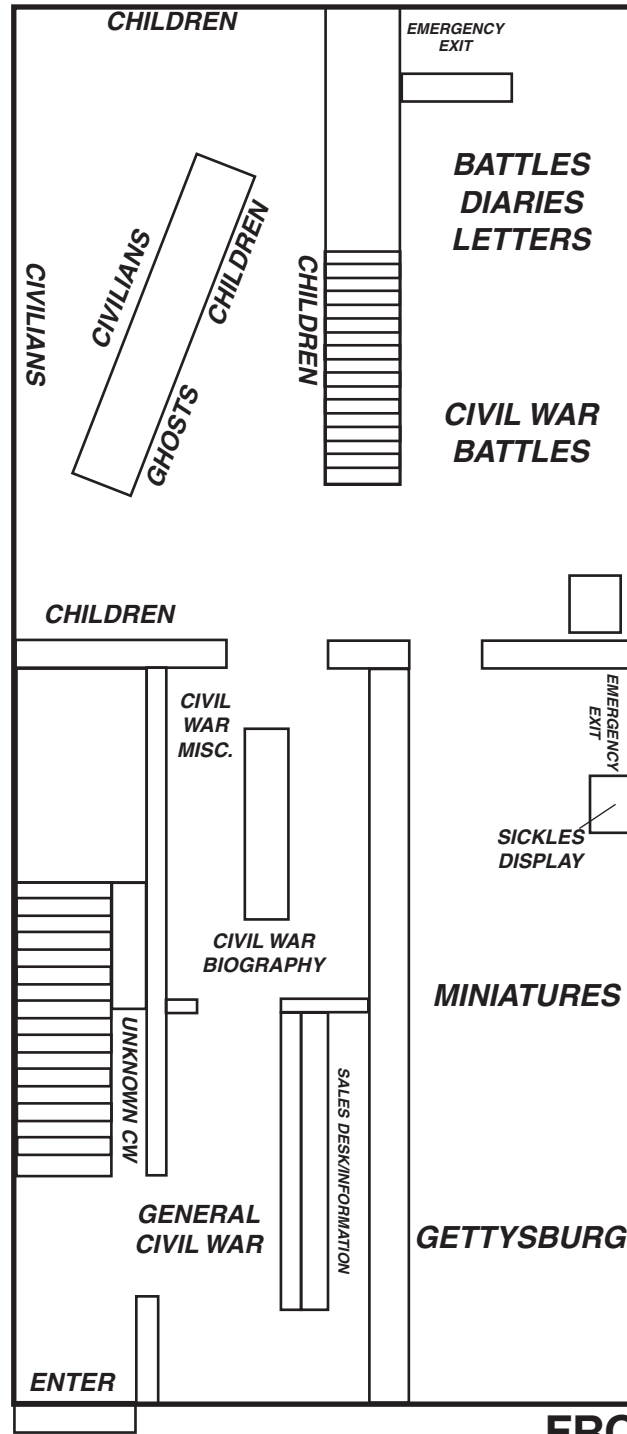 CHILDREN
EMERGENCY
EXIT
BATTLES
DIARIES
LETTERS
CIVILIANS
CIVILIANS
CHILDREN
GHOSTS
CHILDREN
CIVIL WAR
BATTLES
CHILDREN
CIVIL
WAR
MISC.
EMERGENCY
EXIT
SICKLES
DISPLAY
CIVIL WAR
BIOGRAPHY
MINIATURES
UNKNOWN CW
SALES DESK/INFORMATION
GENERAL
CIVIL WAR
GETTYSBURG
ENTER
FRO